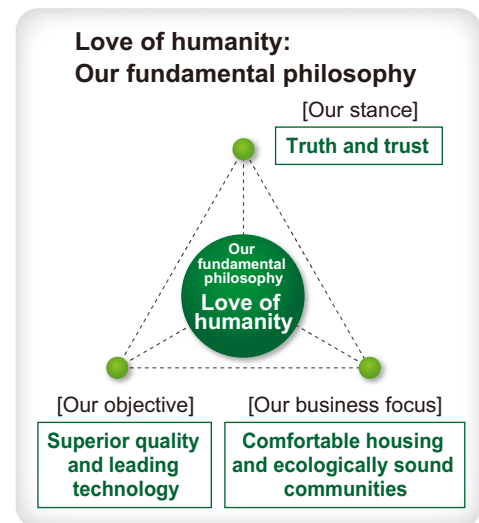 Love of humanity:
Our fundamental philosophy
[Our stance]
Truth and trust
Our
fundamental
philosophy
Love of
humanity
[Our objective]
Superior quality
and leading
technology
[Our business focus]
Comfortable housing
and ecologically sound
communities